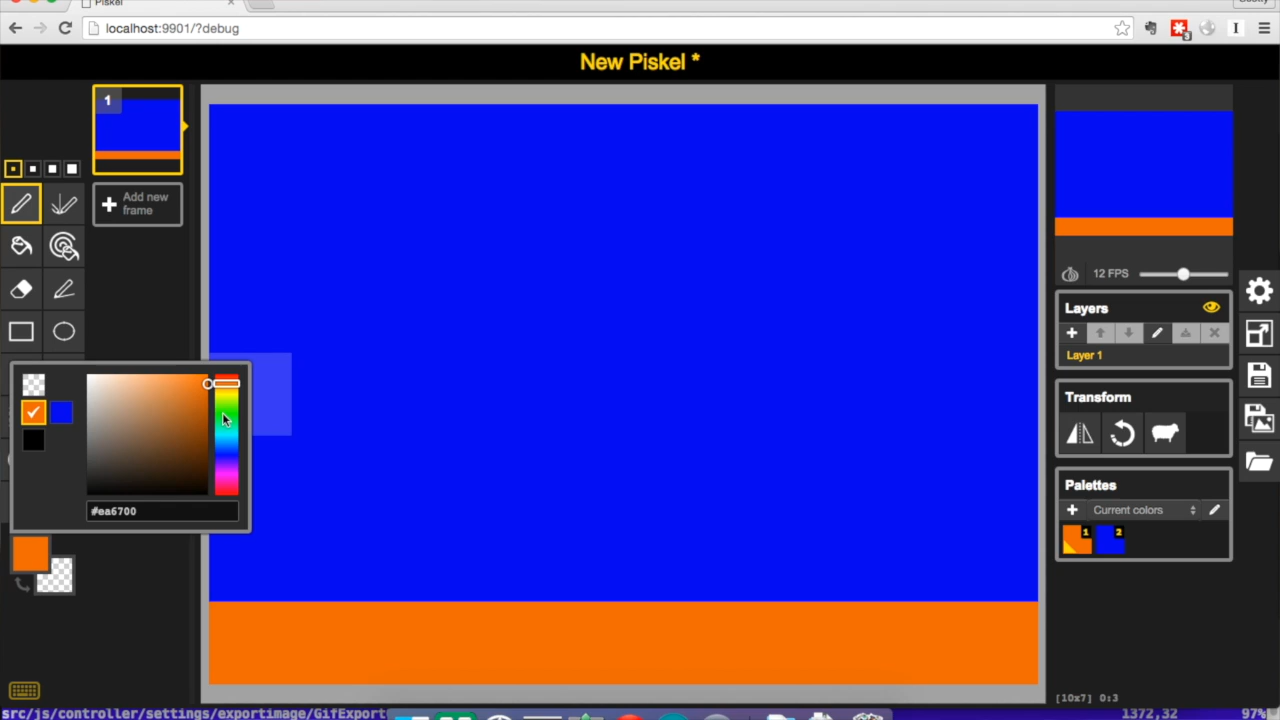 Piskel
localhost:9901/?debug
New Piskel *
1
Add new
frame
12 FPS
Layers
Layer 1
Transform
Palettes
Current colors
1 2
#ea6700
[10x7] 0:3
src/js/controller/settings/exportimage/GifExport
1372,32
97%